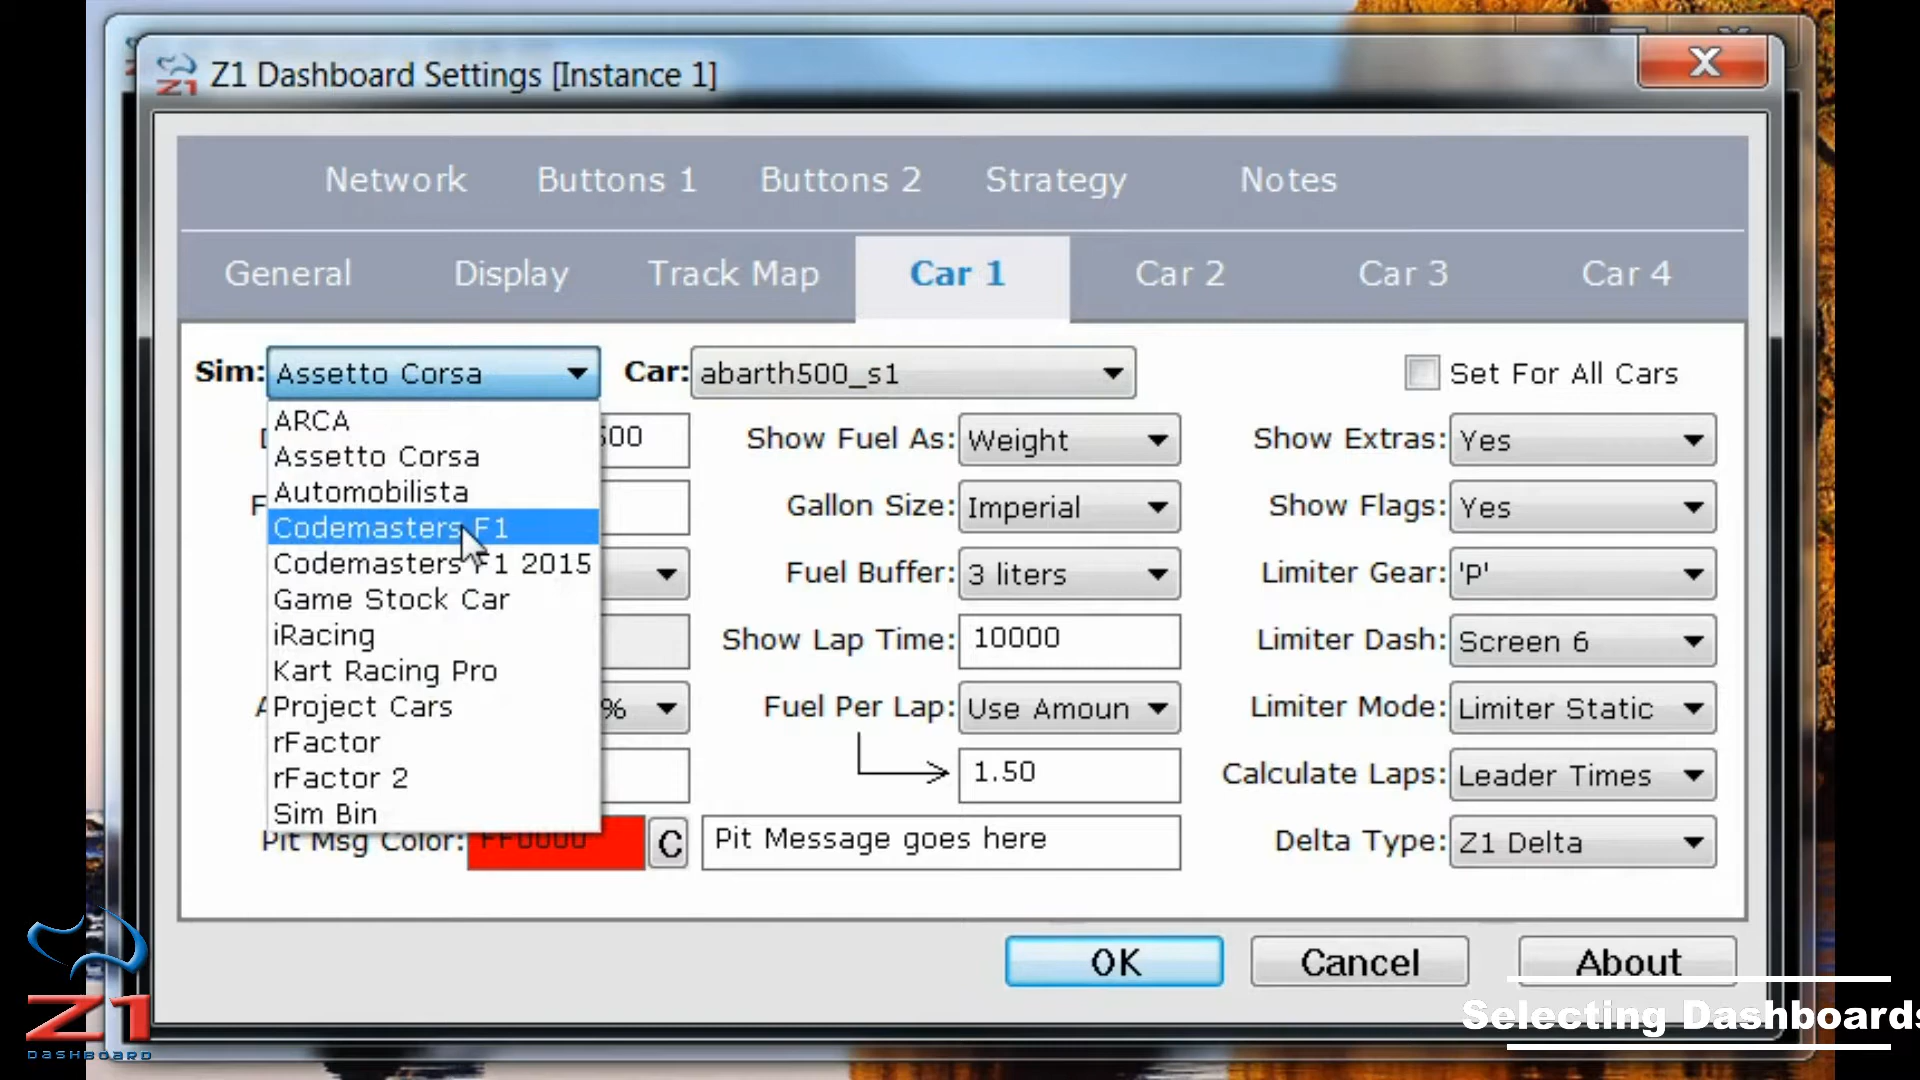 Z1 Dashboard Settings [Instance 1]
X
Network Buttons 1 Buttons 2 Strategy Notes
General Display Track Map Car 1 Car 2 Car 3 Car 4
Sim: Assetto Corsa Car: abarth500_s1 Set For All Cars
ARCA
Assetto Corsa
Automobilista
Codemasters F1
Codemasters F1 2015
Game Stock Car
iRacing
Kart Racing Pro
Project Cars
rFactor
rFactor 2
Sim Bin
Show Fuel As: Weight Show Extras: Yes
Gallon Size: Imperial Show Flags: Yes
Fuel Buffer: 3 liters Limiter Gear: 'P'
Show Lap Time: 10000 Limiter Dash: Screen 6
% Fuel Per Lap: Use Amoun Limiter Mode: Limiter Static
1.50 Calculate Laps: Leader Times
Pit Msg Color: FF0000 C Pit Message goes here Delta Type: Z1 Delta
OK Cancel About
Selecting Dashboards
Z1
DASHBOARD